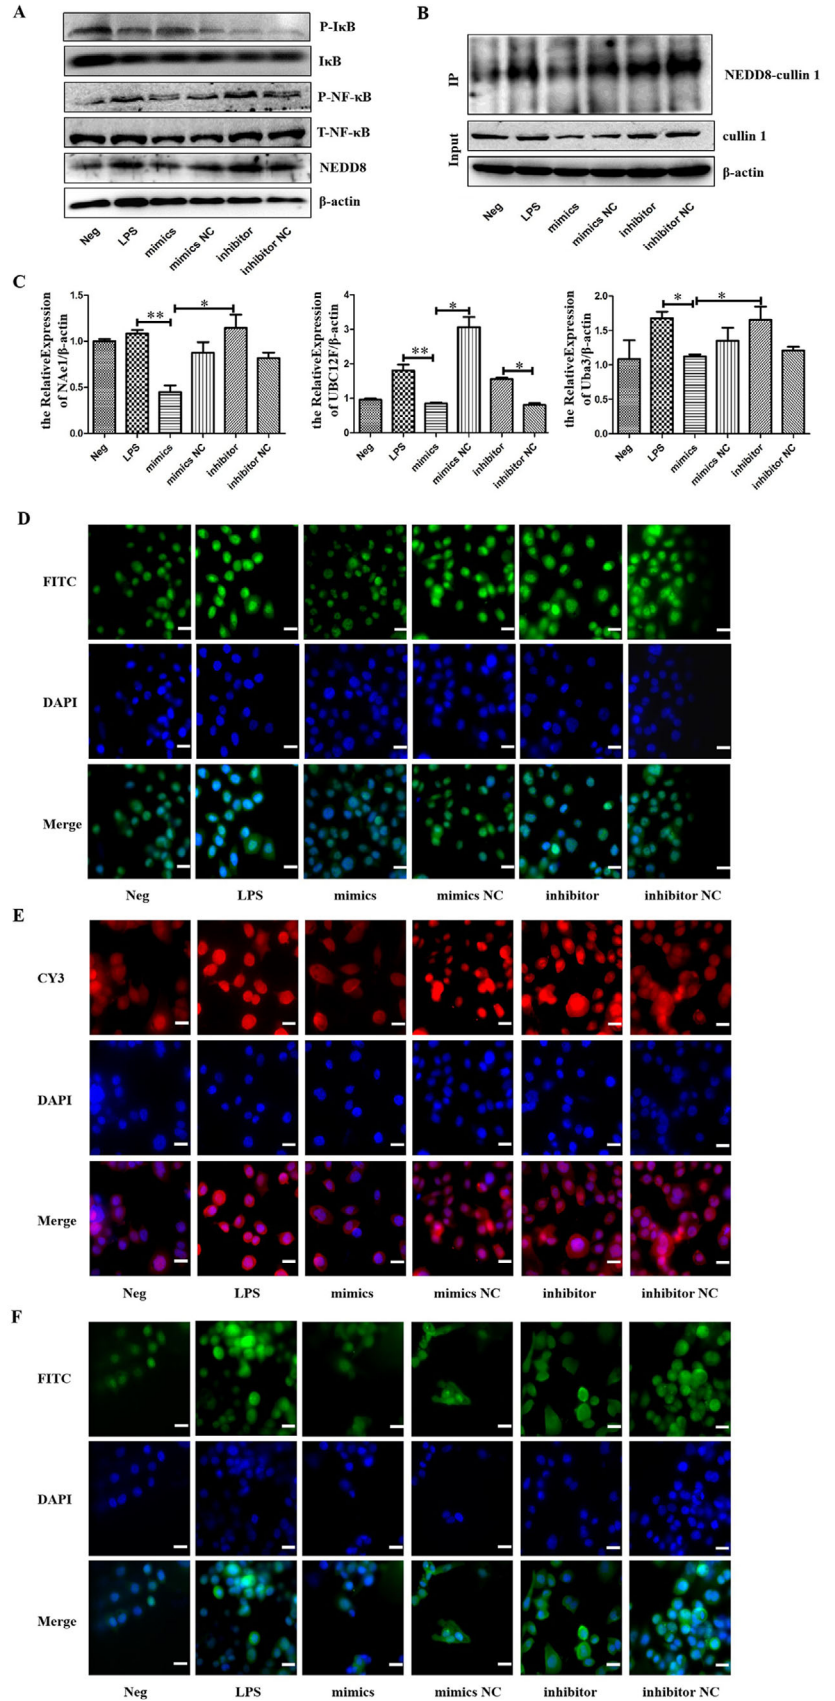 A
P-IκB
IκB
P-NF-κB
T-NF-κB
NEDD8
β-actin
Neg
LPS
mimics
mimics NC
inhibitor
inhibitor NC
B
IP
NEDD8-cullin 1
Input
cullin 1
β-actin
Neg
LPS
mimics
mimics NC
inhibitor
inhibitor NC
C
the RelativeExpression
of NAe1/β-actin
1.5
1.0
0.5
0.0
**
*
Neg
LPS
mimics
mimics NC
inhibitor
inhibitor NC
the RelativeExpression
of UBC12F/β-actin
4
3
2
1
0
**
*
*
Neg
LPS
mimics
mimics NC
inhibitor
inhibitor NC
the RelativeExpression
of Uba3/β-actin
2.0
1.5
1.0
0.5
0.0
*
*
Neg
LPS
mimics
mimics NC
inhibitor
inhibitor NC
D
FITC
DAPI
Merge
Neg LPS mimics mimics NC inhibitor inhibitor NC
E
CY3
DAPI
Merge
Neg LPS mimics mimics NC inhibitor inhibitor NC
F
FITC
DAPI
Merge
Neg LPS mimics mimics NC inhibitor inhibitor NC